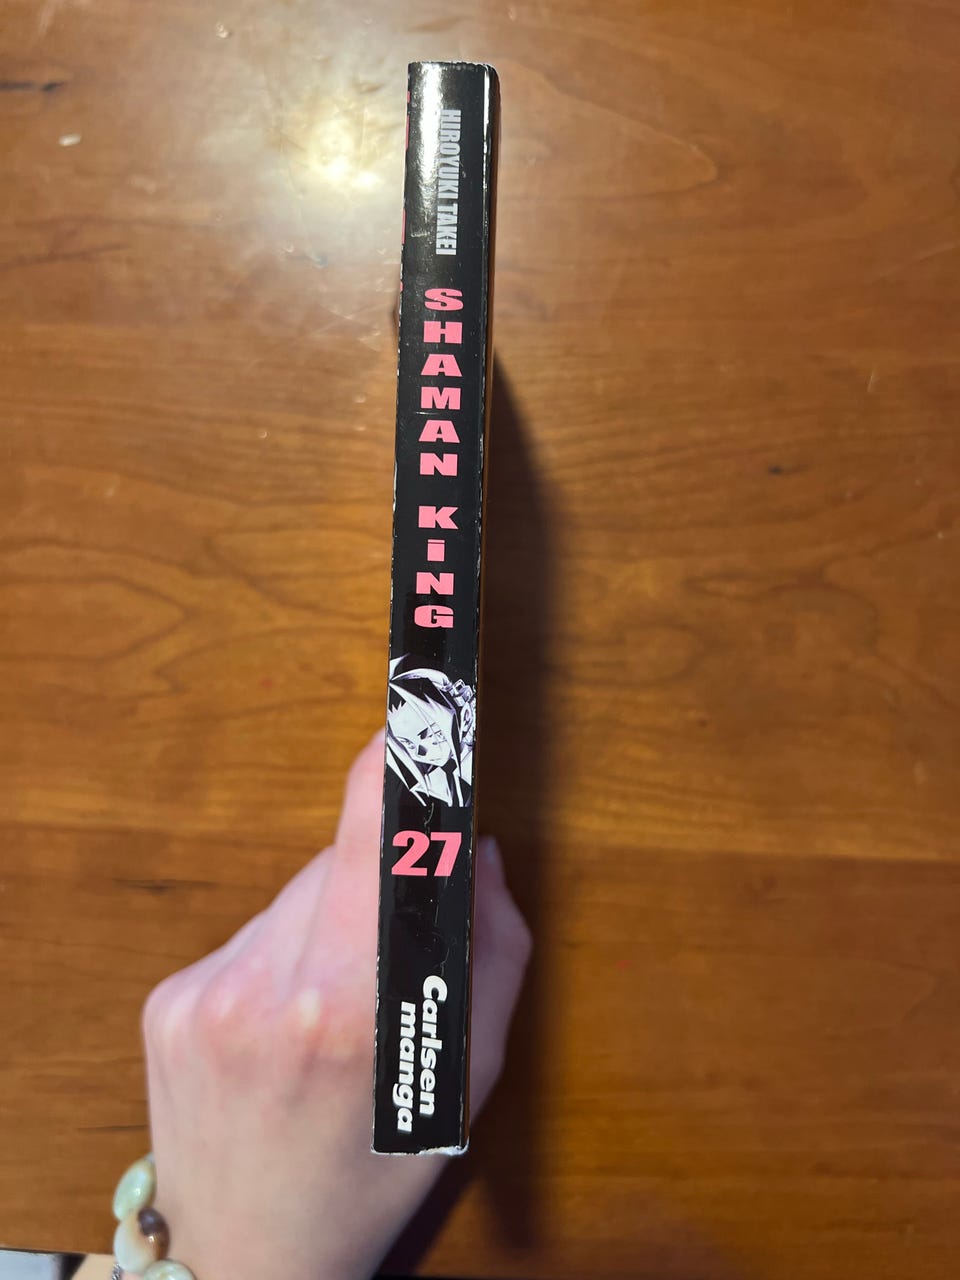 HIROYUKI TAKEI
SHAMAN KiNG
27
Carlsen
manga